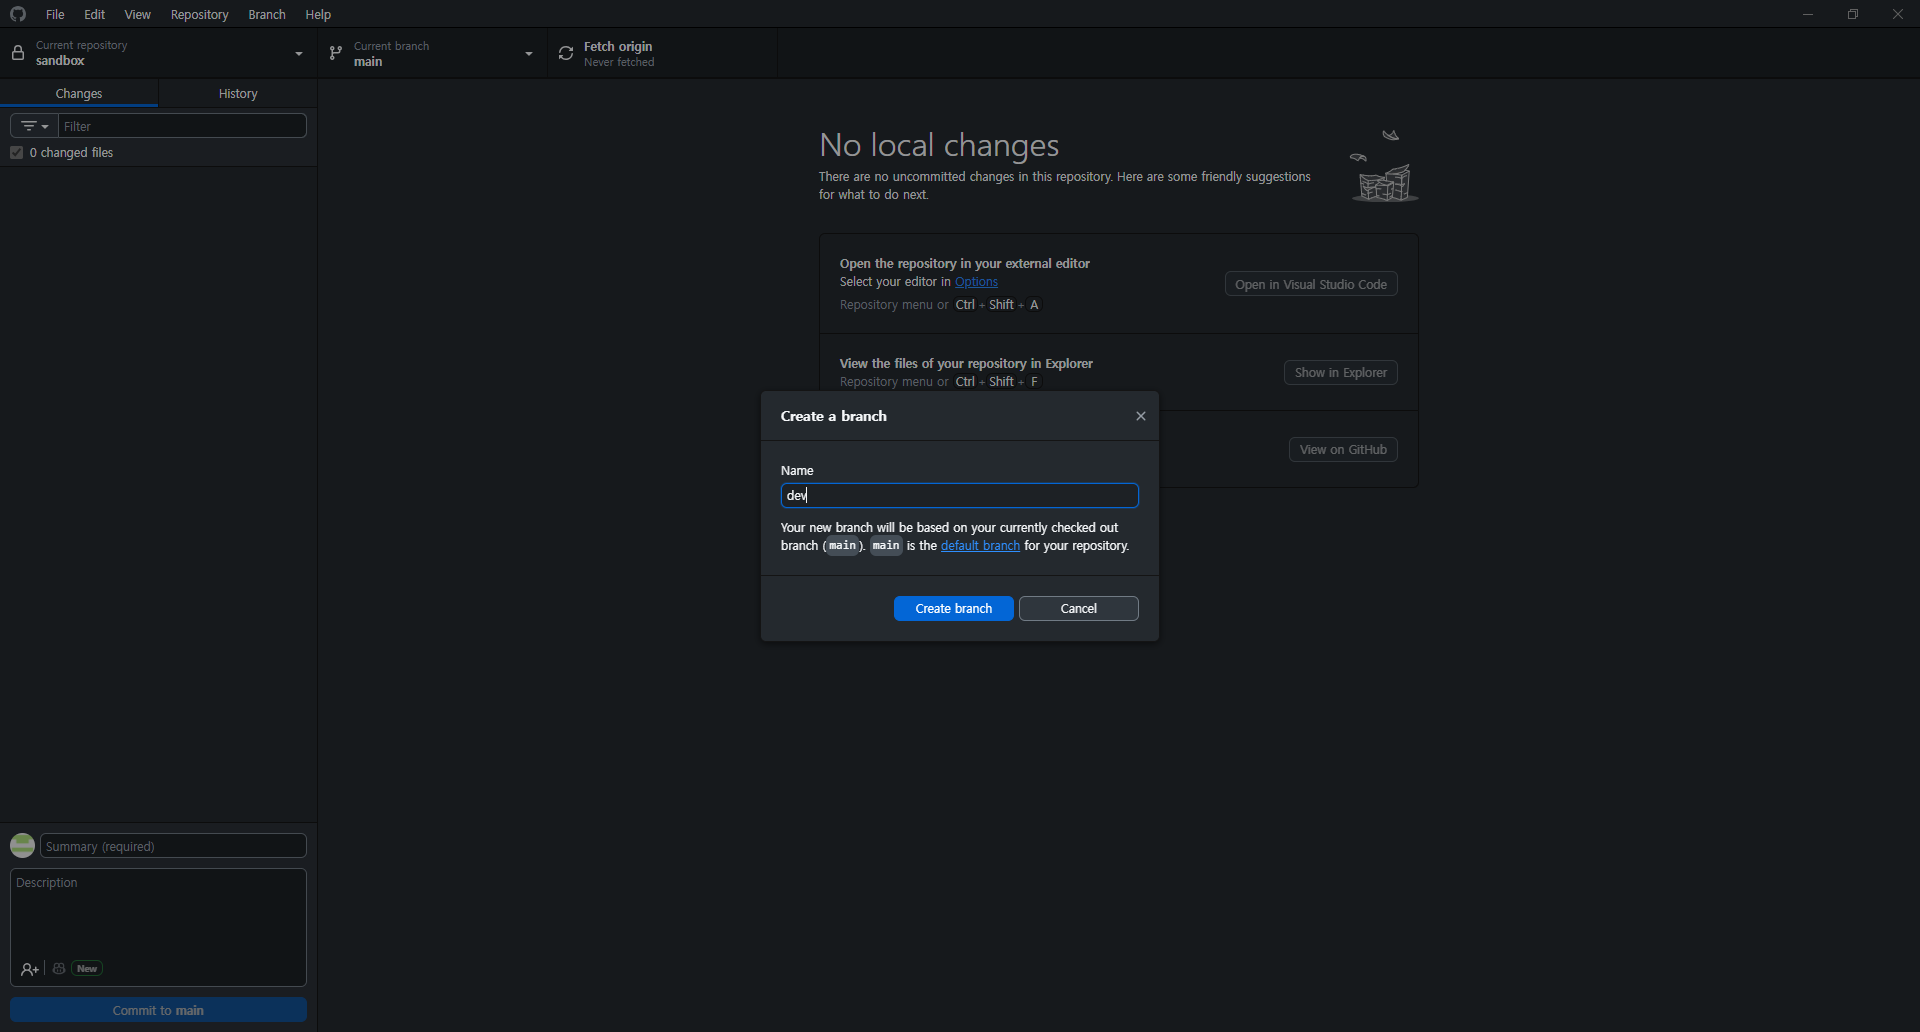 File Edit View Repository Branch Help
Current repository
sandbox
Current branch
main
Fetch origin
Never fetched
Changes
History
Filter
0 changed files
No local changes
There are no uncommitted changes in this repository. Here are some friendly suggestions
for what to do next.
Open the repository in your external editor
Select your editor in Options
Repository menu or Ctrl + Shift + A
Open in Visual Studio Code
View the files of your repository in Explorer
Repository menu or Ctrl + Shift + F
Show in Explorer
View on GitHub
Create a branch
Name
dev
Your new branch will be based on your currently checked out
branch (main). main is the default branch for your repository.
Create branch
Cancel
Summary (required)
Description
New
Commit to main